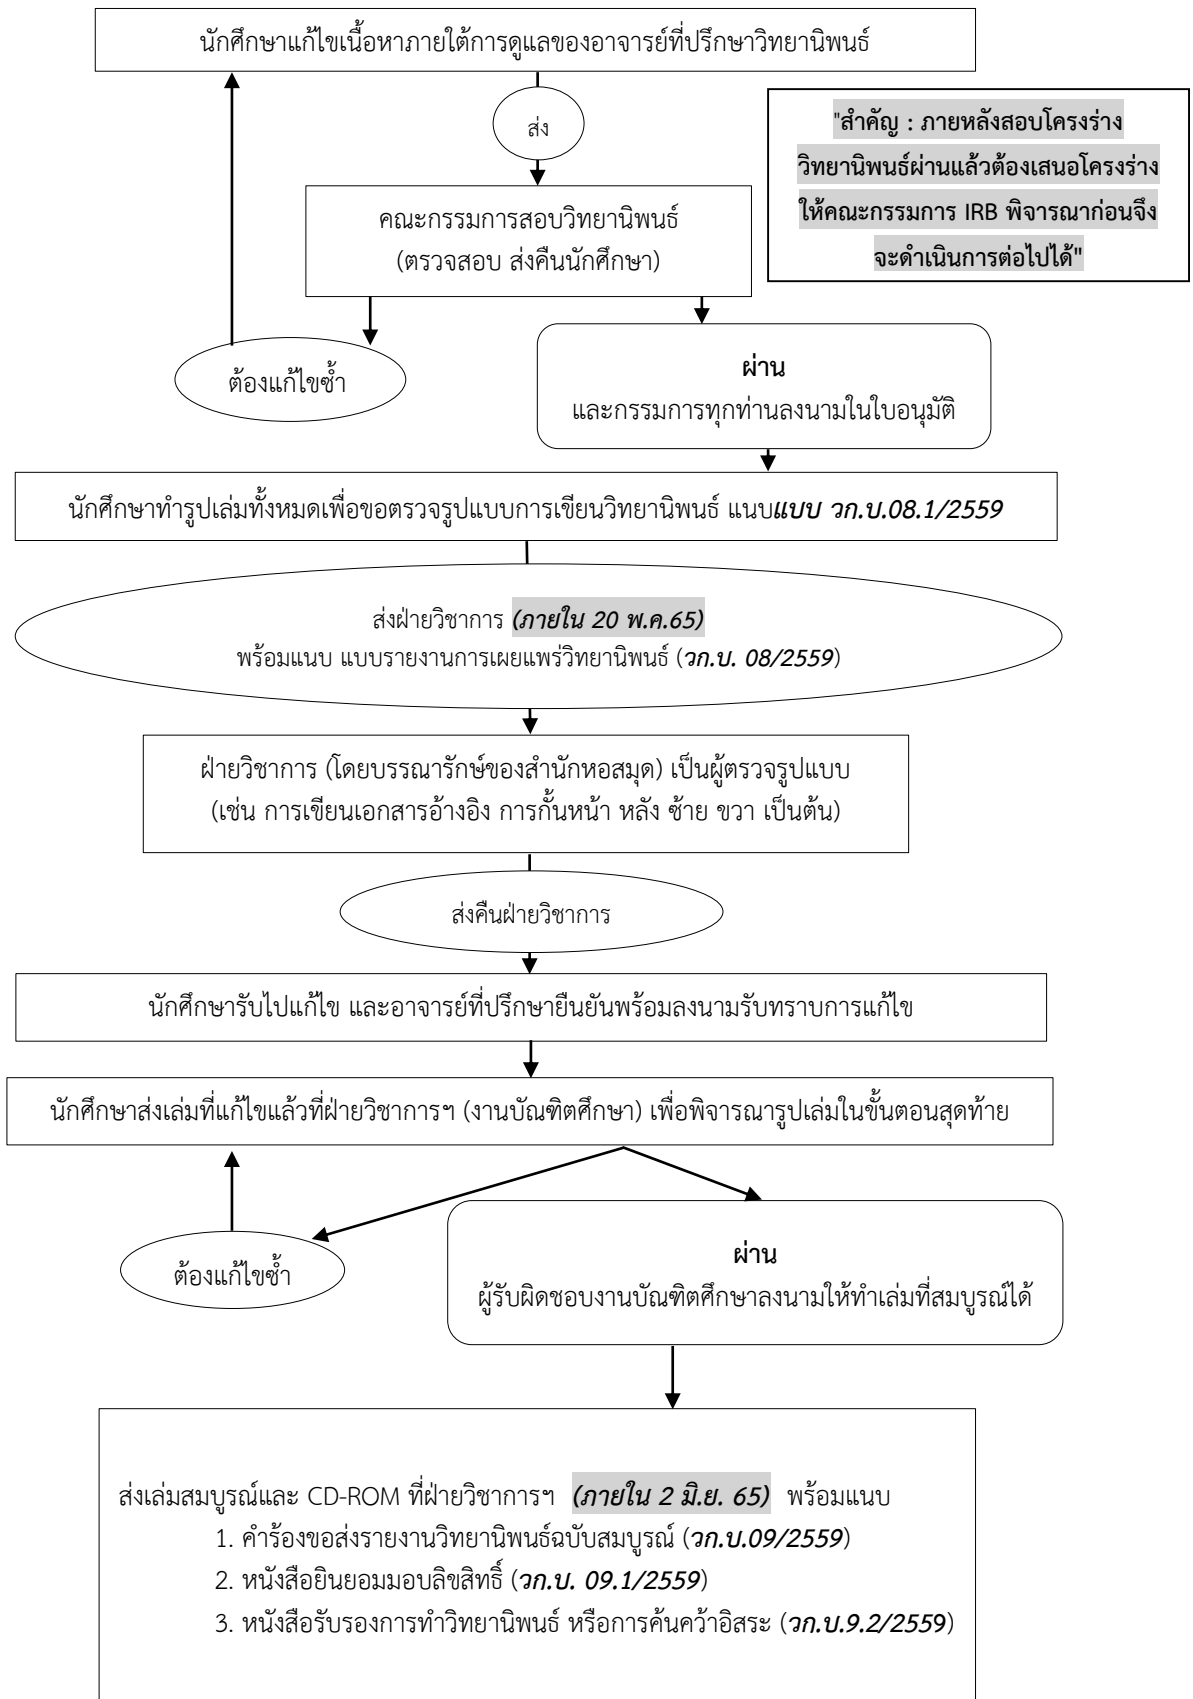 นักศึกษาแก้ไขเนื้อหาภายใต้การดูแลของอาจารย์ที่ปรึกษาวิทยานิพนธ์
ส่ง
"สำคัญ : ภายหลังสอบโครงร่าง
วิทยานิพนธ์ผ่านแล้วต้องเสนอโครงร่าง
ให้คณะกรรมการ IRB พิจารณาก่อนจึง
จะดำเนินการต่อไปได้"
คณะกรรมการสอบวิทยานิพนธ์
(ตรวจสอบ ส่งคืนนักศึกษา)
ต้องแก้ไขซ้ำ
ผ่าน
และกรรมการทุกท่านลงนามในใบอนุมัติ
นักศึกษาทำรูปเล่มทั้งหมดเพื่อขอตรวจรูปแบบการเขียนวิทยานิพนธ์ แนบแบบ วก.บ.08.1/2559
ส่งฝ่ายวิชาการ (ภายใน 20 พ.ค.65)
พร้อมแนบ แบบรายงานการเผยแพร่วิทยานิพนธ์ (วก.บ. 08/2559)
ฝ่ายวิชาการ (โดยบรรณารักษ์ของสำนักหอสมุด) เป็นผู้ตรวจรูปแบบ
(เช่น การเขียนเอกสารอ้างอิง การกั้นหน้า หลัง ซ้าย ขวา เป็นต้น)
ส่งคืนฝ่ายวิชาการ
นักศึกษารับไปแก้ไข และอาจารย์ที่ปรึกษายืนยันพร้อมลงนามรับทราบการแก้ไข
นักศึกษาส่งเล่มที่แก้ไขแล้วที่ฝ่ายวิชาการฯ (งานบัณฑิตศึกษา) เพื่อพิจารณารูปเล่มในขั้นตอนสุดท้าย
ต้องแก้ไขซ้ำ
ผ่าน
ผู้รับผิดชอบงานบัณฑิตศึกษาลงนามให้ทำเล่มที่สมบูรณ์ได้
ส่งเล่มสมบูรณ์และ CD-ROM ที่ฝ่ายวิชาการฯ (ภายใน 2 มิ.ย. 65) พร้อมแนบ
1. คำร้องขอส่งรายงานวิทยานิพนธ์ฉบับสมบูรณ์ (วก.บ.09/2559)
2. หนังสือยินยอมมอบลิขสิทธิ์ (วก.บ. 09.1/2559)
3. หนังสือรับรองการทำวิทยานิพนธ์ หรือการค้นคว้าอิสระ (วก.บ.9.2/2559)